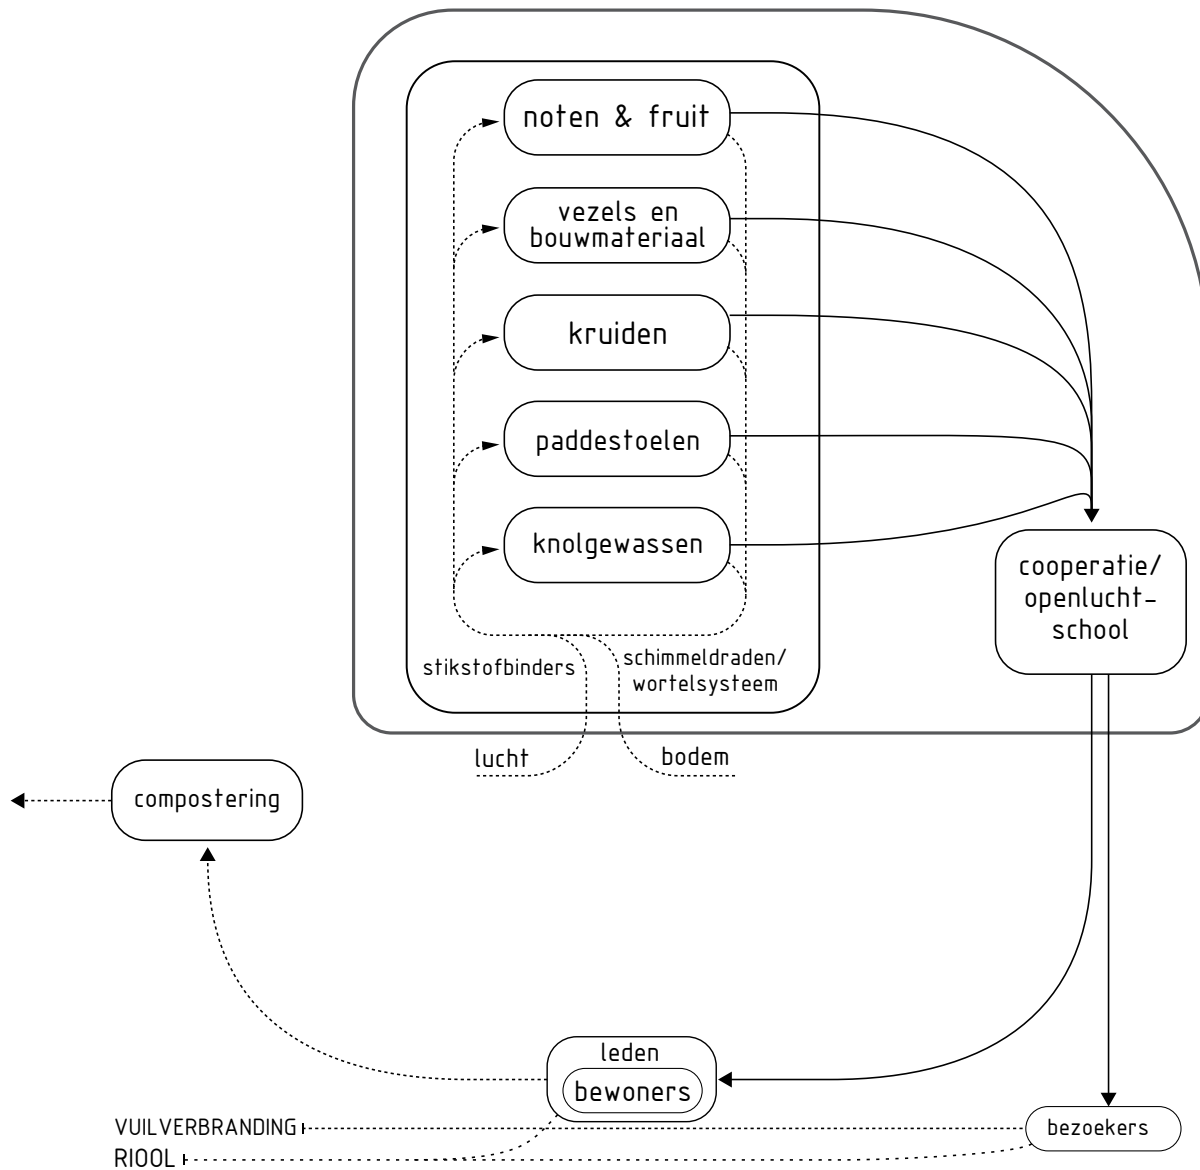 noten & fruit
vezels en
bouwmateriaal
kruiden
paddestoelen
knolgewassen
cooperatie/
openlucht-
school
stikstofbinders
schimmeldraden/
wortelsysteem
lucht
bodem
compostering
leden
bewoners
VUILVERBRANDING
bezoekers
RIOOL